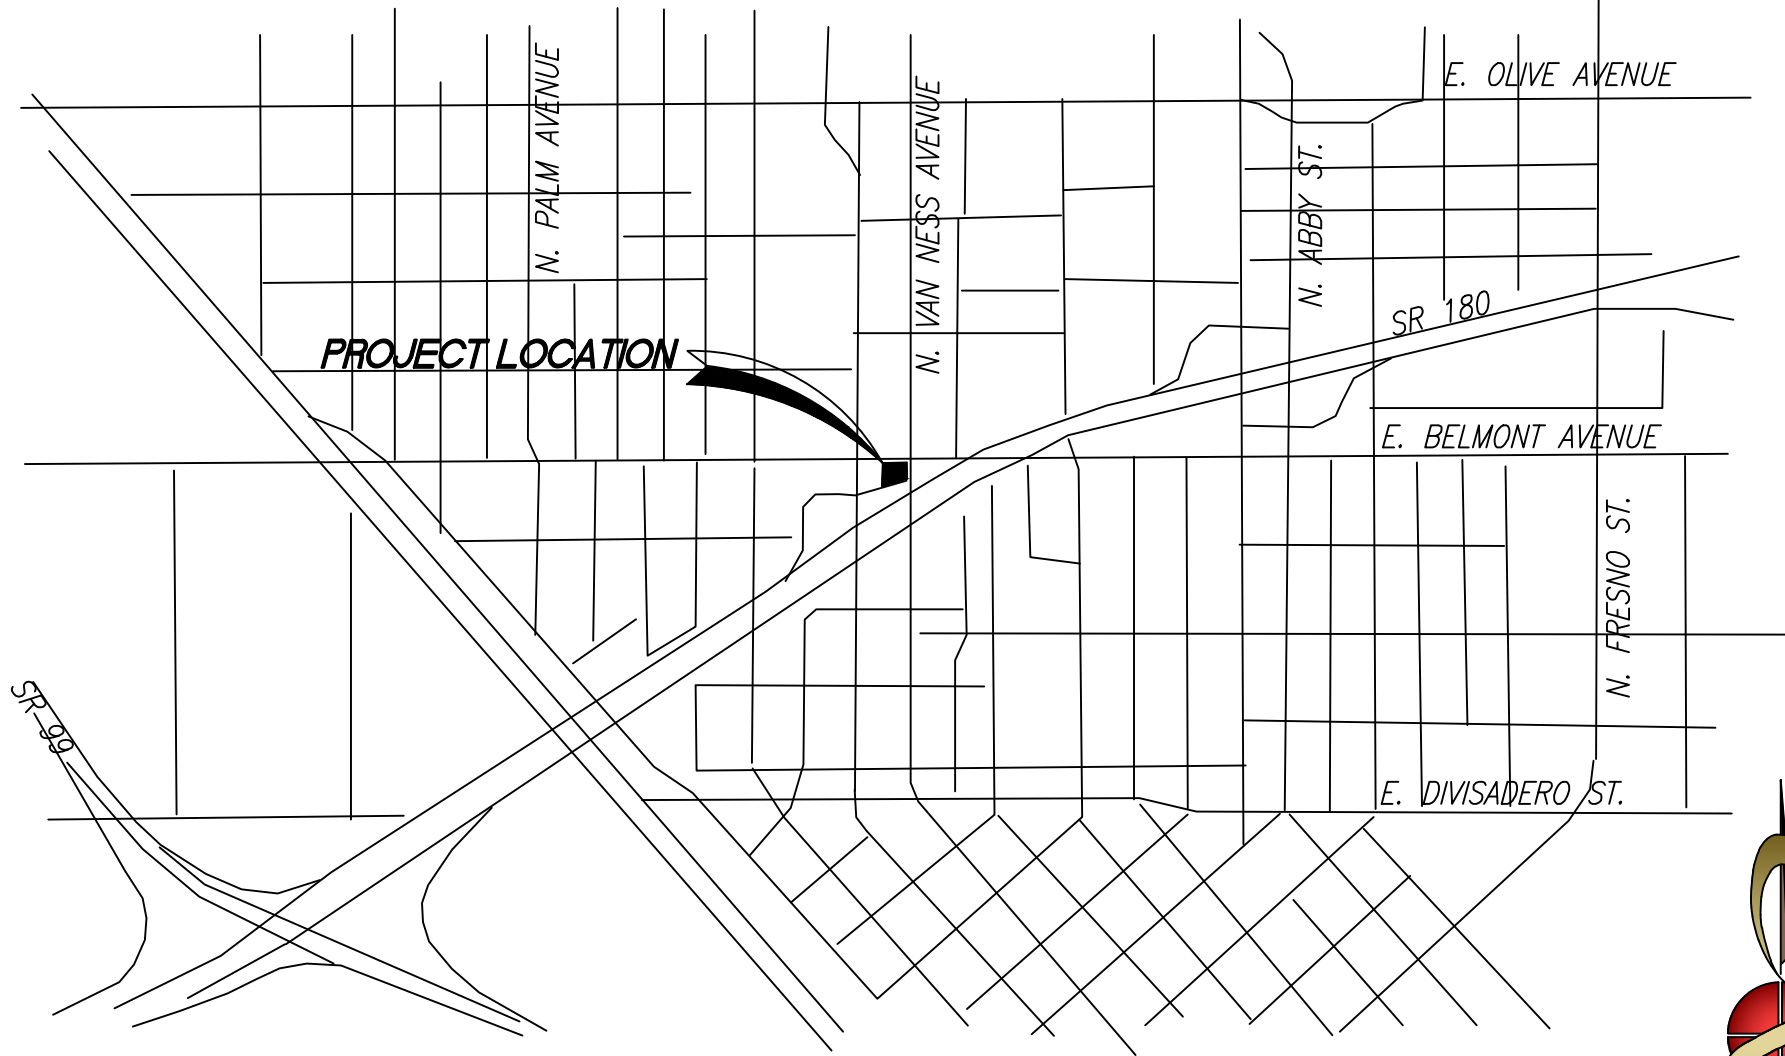 E. OLIVE AVENUE
N. PALM AVENUE
N. VAN NESS AVENUE
N. ABBY ST.
SR 180
PROJECT LOCATION
E. BELMONT AVENUE
N. FRESNO ST.
SR 99
E. DIVISADERO ST.